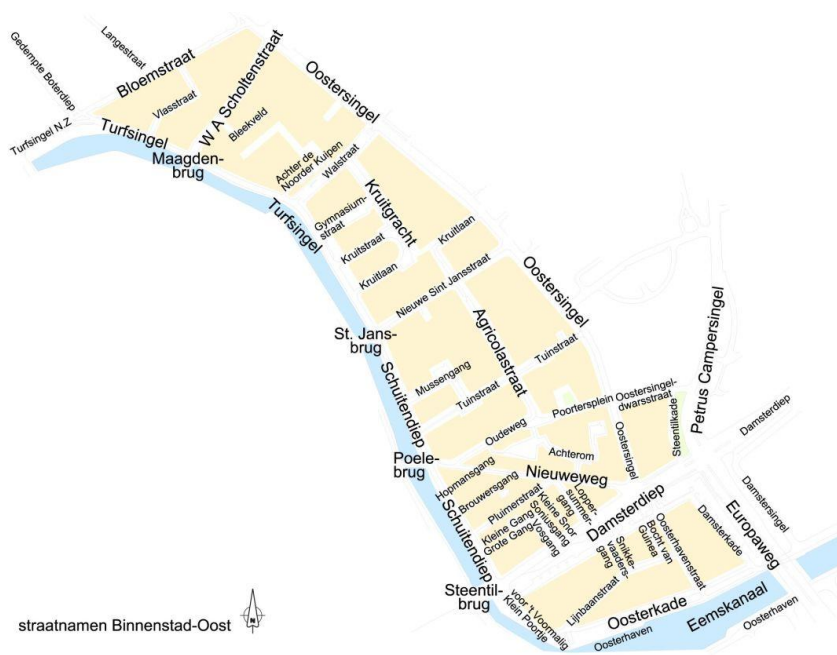 Gedempte Boterdiep
Langestraat
Bloemstraat
W A Scholtenstraat
Oostersingel
Vlasstraat
Turfsingel N.Z
Turfsingel
Bleekveld
Maagden-
brug
Achter de
Noorder Kuipen
Walstraat
Turfsingel
Gymnasium-
straat
Kruitgracht
Kruitstraat
Kruitlaan
Kruitlaan
Nieuwe Sint Jansstraat
Oostersingel
St. Jans-
brug
Agricolastraat
Petrus Campersingel
Schuitendiep
Mussengang
Tuinstraat
Tuinstraat
Poortersplein
Oostersingel-
dwarsstraat
Steentilkade
Damsterdiep
Oudeweg
Oostersingel
Achterom
Poele-
brug
Hopmansgang
Nieuweweg
Brouwersgang
Pluimerstraat
Lopper-
summer-
gang
Kleine Snor
Soniusgang
Vosgang
Kleine Gang
Grote Gang
Schuitendiep
Damsterdiep
Damstersingel
Europaweg
Damsterkade
Oosterhavenstraat
Bocht van
Guinea
Snikke-
vaaders-
gang
Steentil-
brug
voor 't Voormalig
Klein Poortje
Lijnbaanstraat
Oosterkade
Eemskanaal
Oosterhaven
Oosterhaven
straatnamen Binnenstad-Oost
N